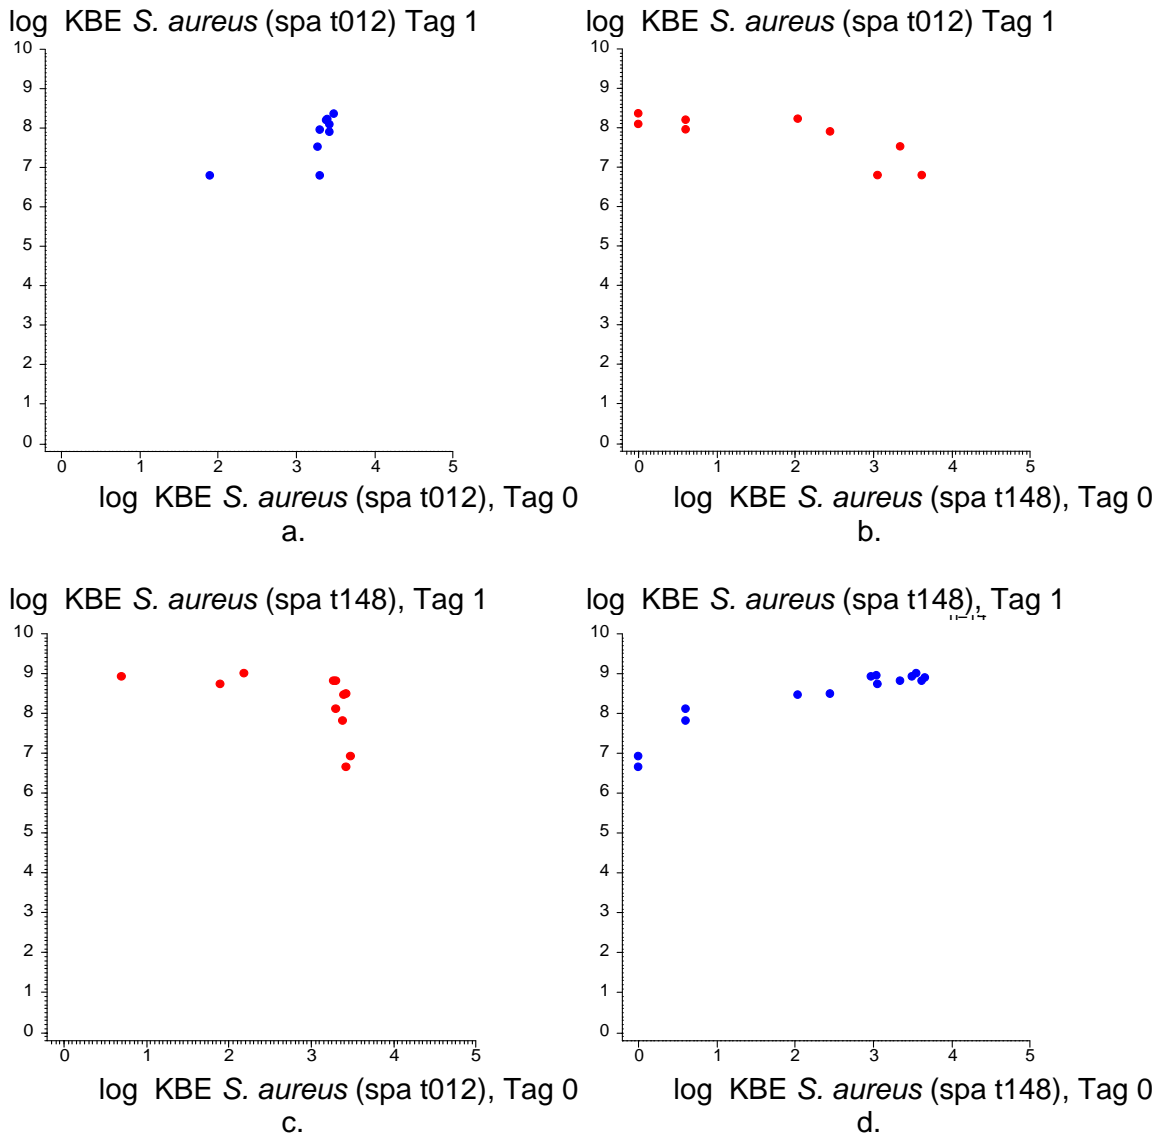 log KBE S. aureus (spa t012) Tag 1
10
9
8
7
6
5
4
3
2
1
0
0 1 2 3 4 5
log KBE S. aureus (spa t012), Tag 0
a.
log KBE S. aureus (spa t012) Tag 1
10
9
8
7
6
5
4
3
2
1
0
0 1 2 3 4 5
log KBE S. aureus (spa t148), Tag 0
b.
log KBE S. aureus (spa t148), Tag 1
10
9
8
7
6
5
4
3
2
1
0
0 1 2 3 4 5
log KBE S. aureus (spa t012), Tag 0
c.
log KBE S. aureus (spa t148), Tag 1
10
9
8
7
6
5
4
3
2
1
0
0 1 2 3 4 5
log KBE S. aureus (spa t148), Tag 0
d.